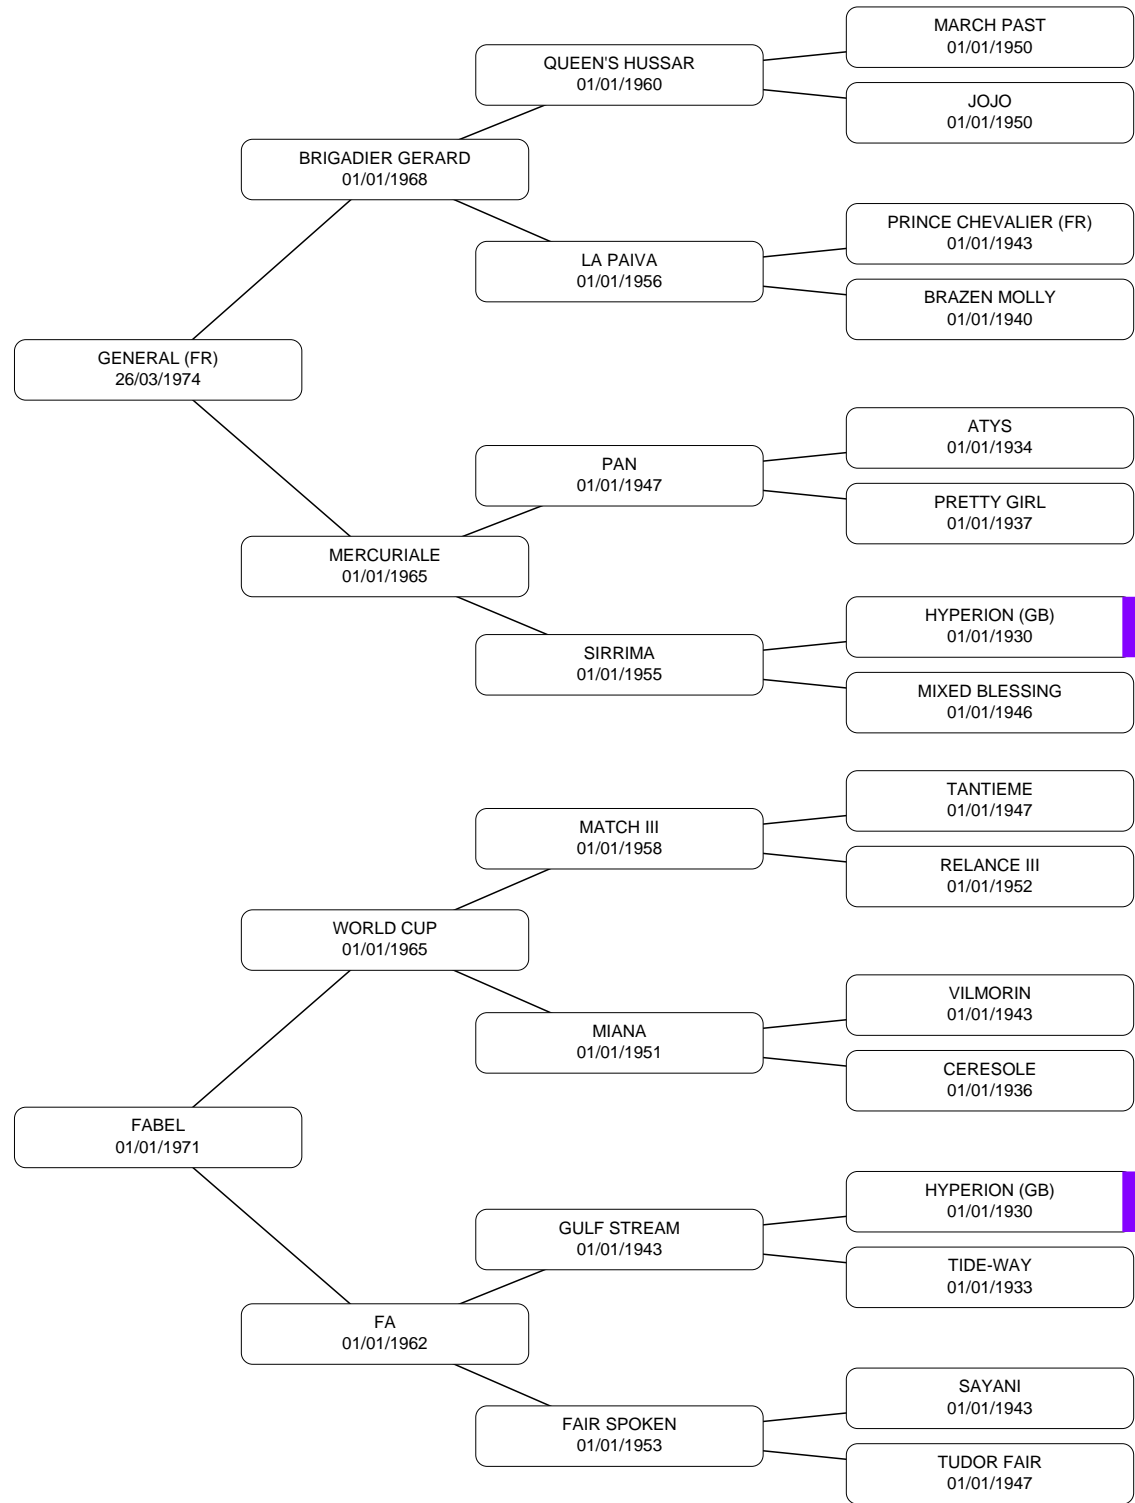 MARCH PAST
01/01/1950
QUEEN'S HUSSAR
01/01/1960
JOJO
01/01/1950
BRIGADIER GERARD
01/01/1968
PRINCE CHEVALIER (FR)
01/01/1943
LA PAIVA
01/01/1956
BRAZEN MOLLY
01/01/1940
GENERAL (FR)
26/03/1974
ATYS
01/01/1934
PAN
01/01/1947
PRETTY GIRL
01/01/1937
MERCURIALE
01/01/1965
HYPERION (GB)
01/01/1930
SIRRIMA
01/01/1955
MIXED BLESSING
01/01/1946
TANTIEME
01/01/1947
MATCH III
01/01/1958
RELANCE III
01/01/1952
WORLD CUP
01/01/1965
VILMORIN
01/01/1943
MIANA
01/01/1951
CERESOLE
01/01/1936
FABEL
01/01/1971
HYPERION (GB)
01/01/1930
GULF STREAM
01/01/1943
TIDE-WAY
01/01/1933
FA
01/01/1962
SAYANI
01/01/1943
FAIR SPOKEN
01/01/1953
TUDOR FAIR
01/01/1947